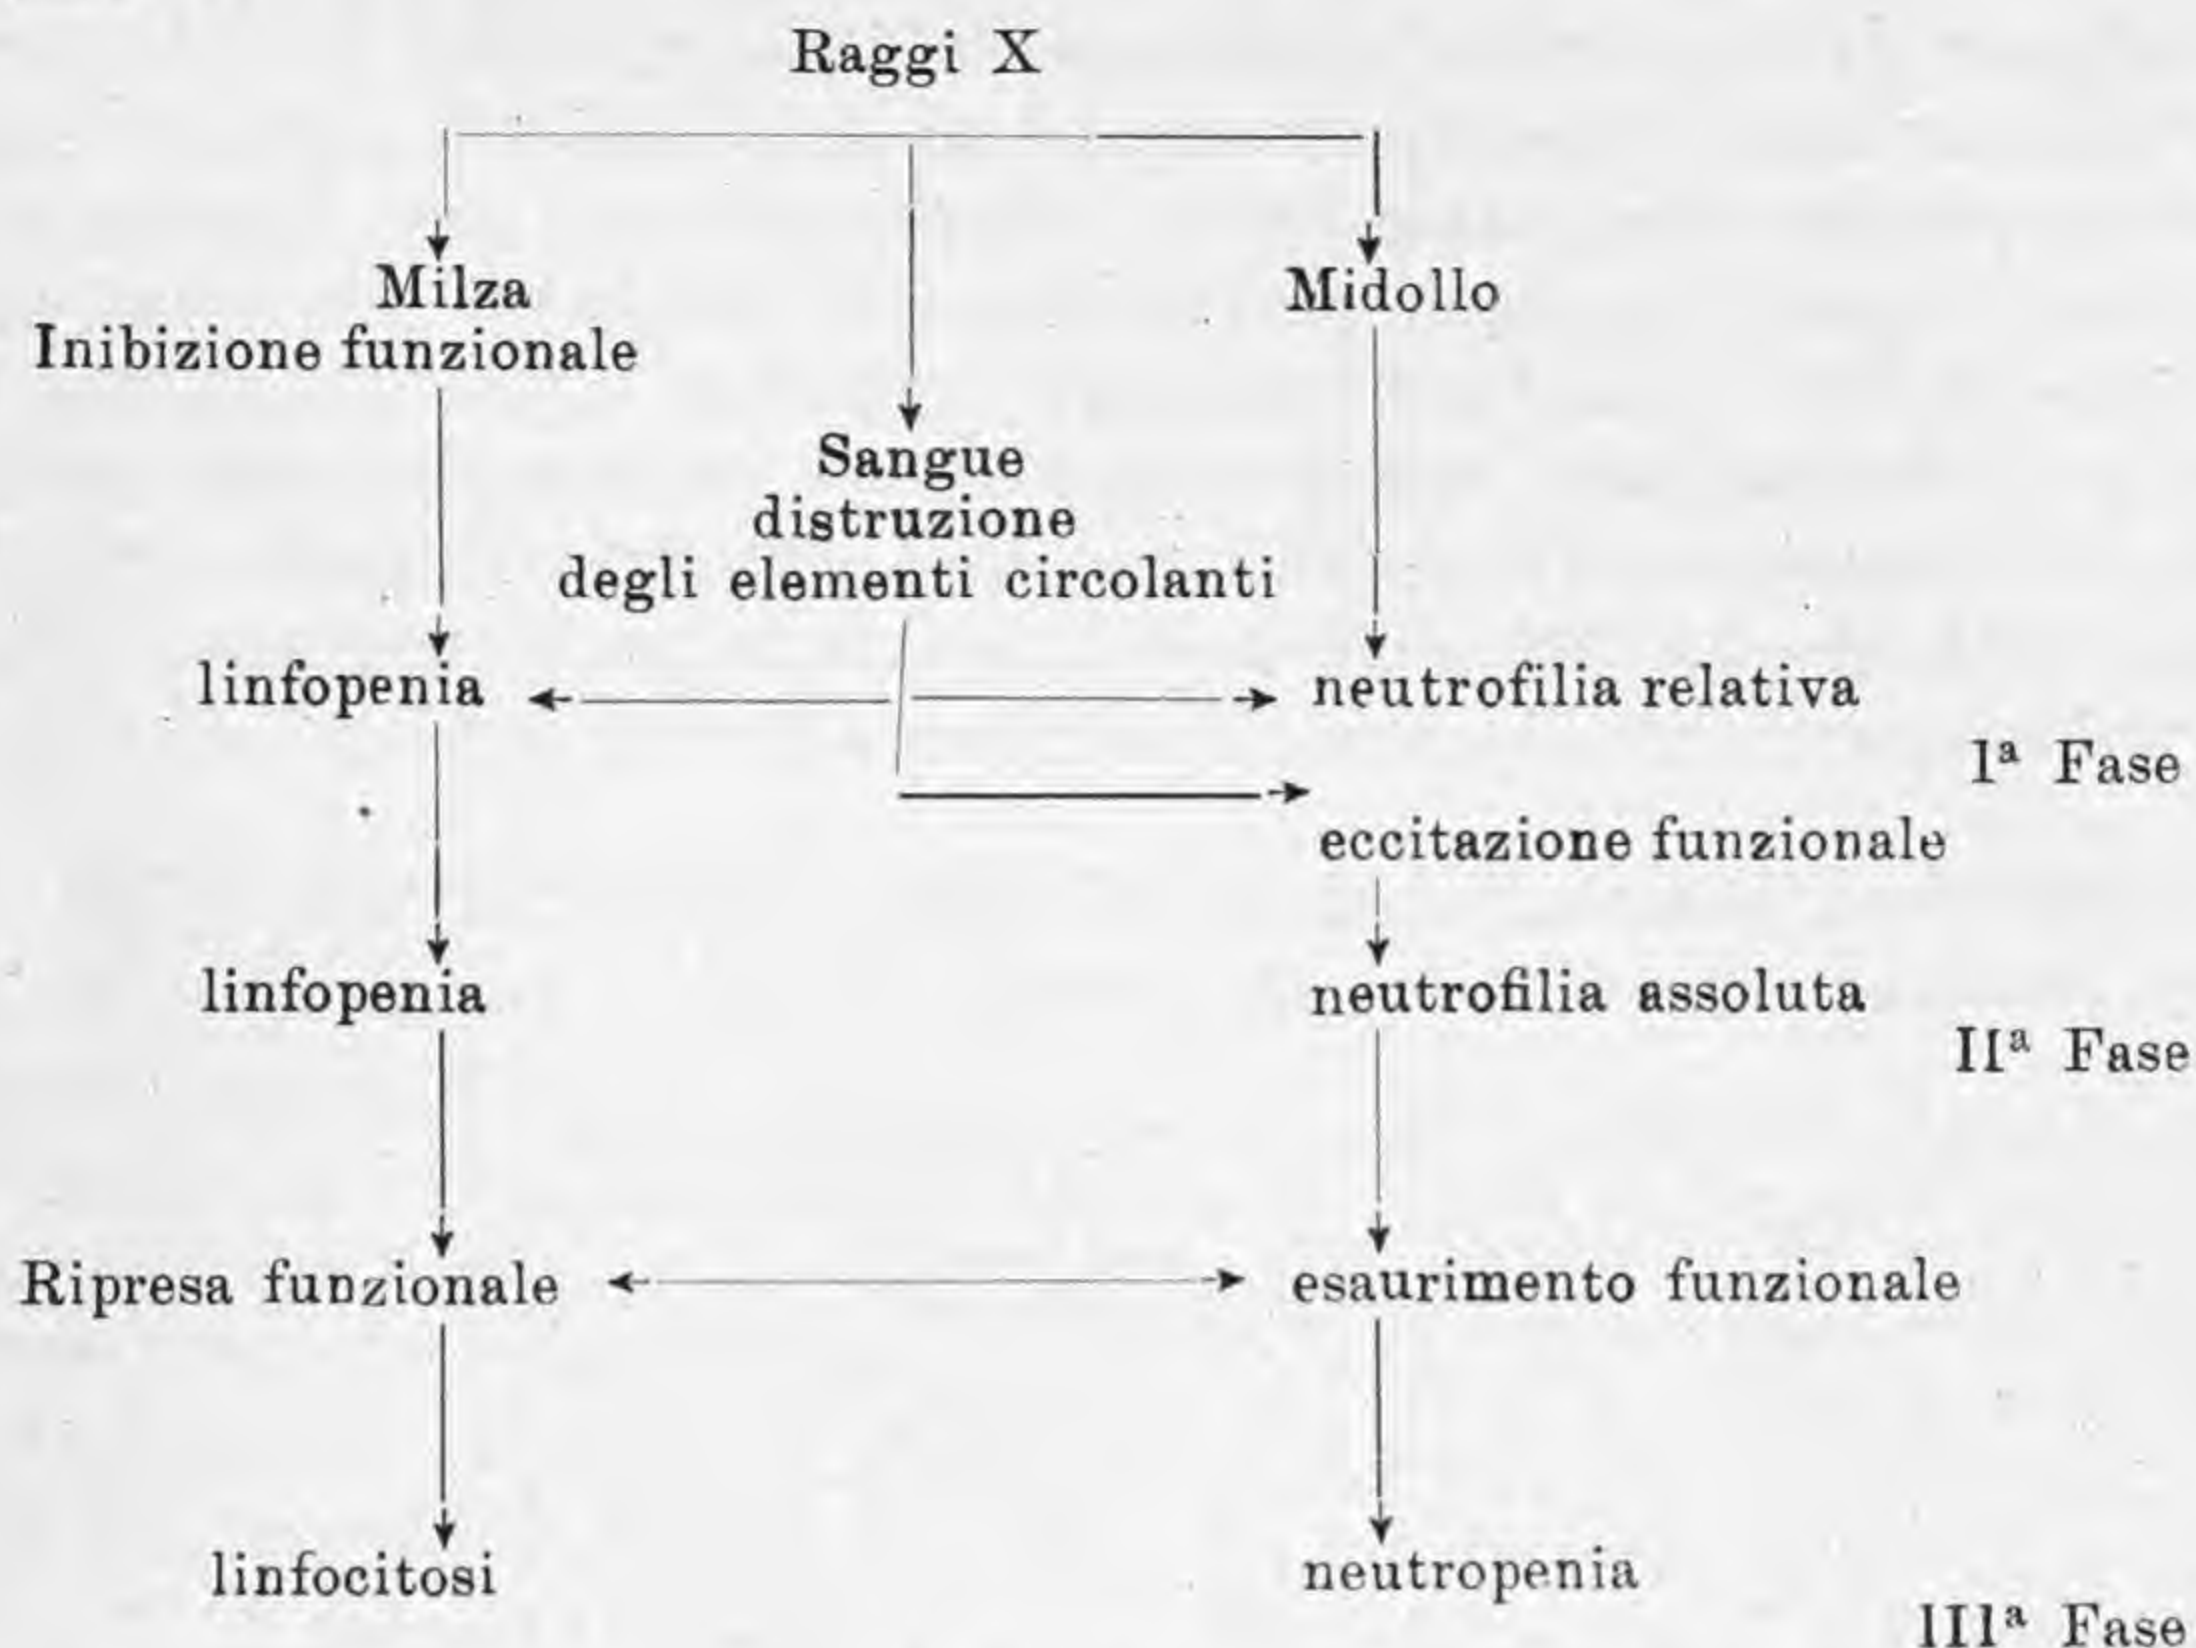 Raggi X
Milza
Inibizione funzionale
Midollo
Sangue
distruzione
degli elementi circolanti
linfopenia
neutrofilia relativa
Iª Fase
eccitazione funzionale
linfopenia
neutrofilia assoluta
IIª Fase
Ripresa funzionale
esaurimento funzionale
linfocitosi
neutropenia
IIIª Fase